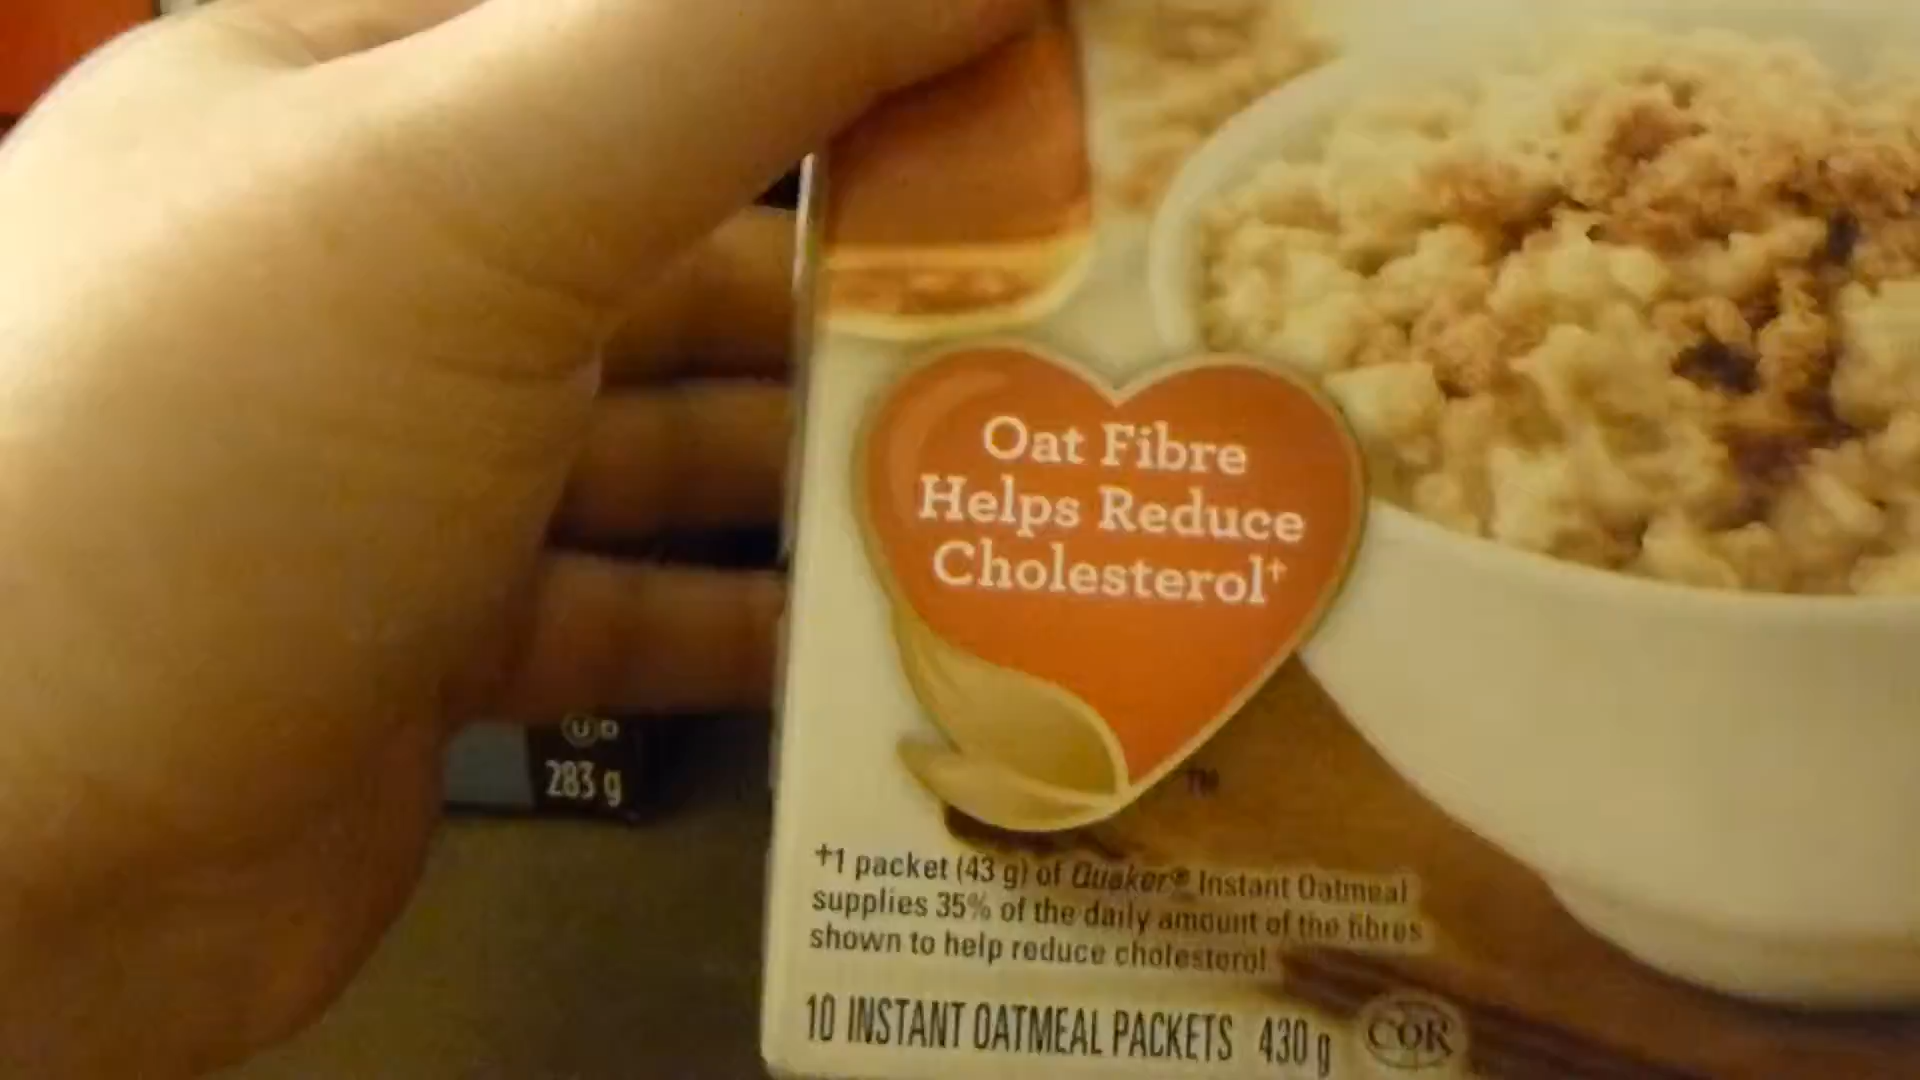 Oat Fibre
Helps Reduce
Cholesterol†
TM
†1 packet (43 g) of Quaker® Instant Oatmeal
supplies 35% of the daily amount of the fibres
shown to help reduce cholesterol.
10 INSTANT OATMEAL PACKETS 430 g
COR
U D
283 g